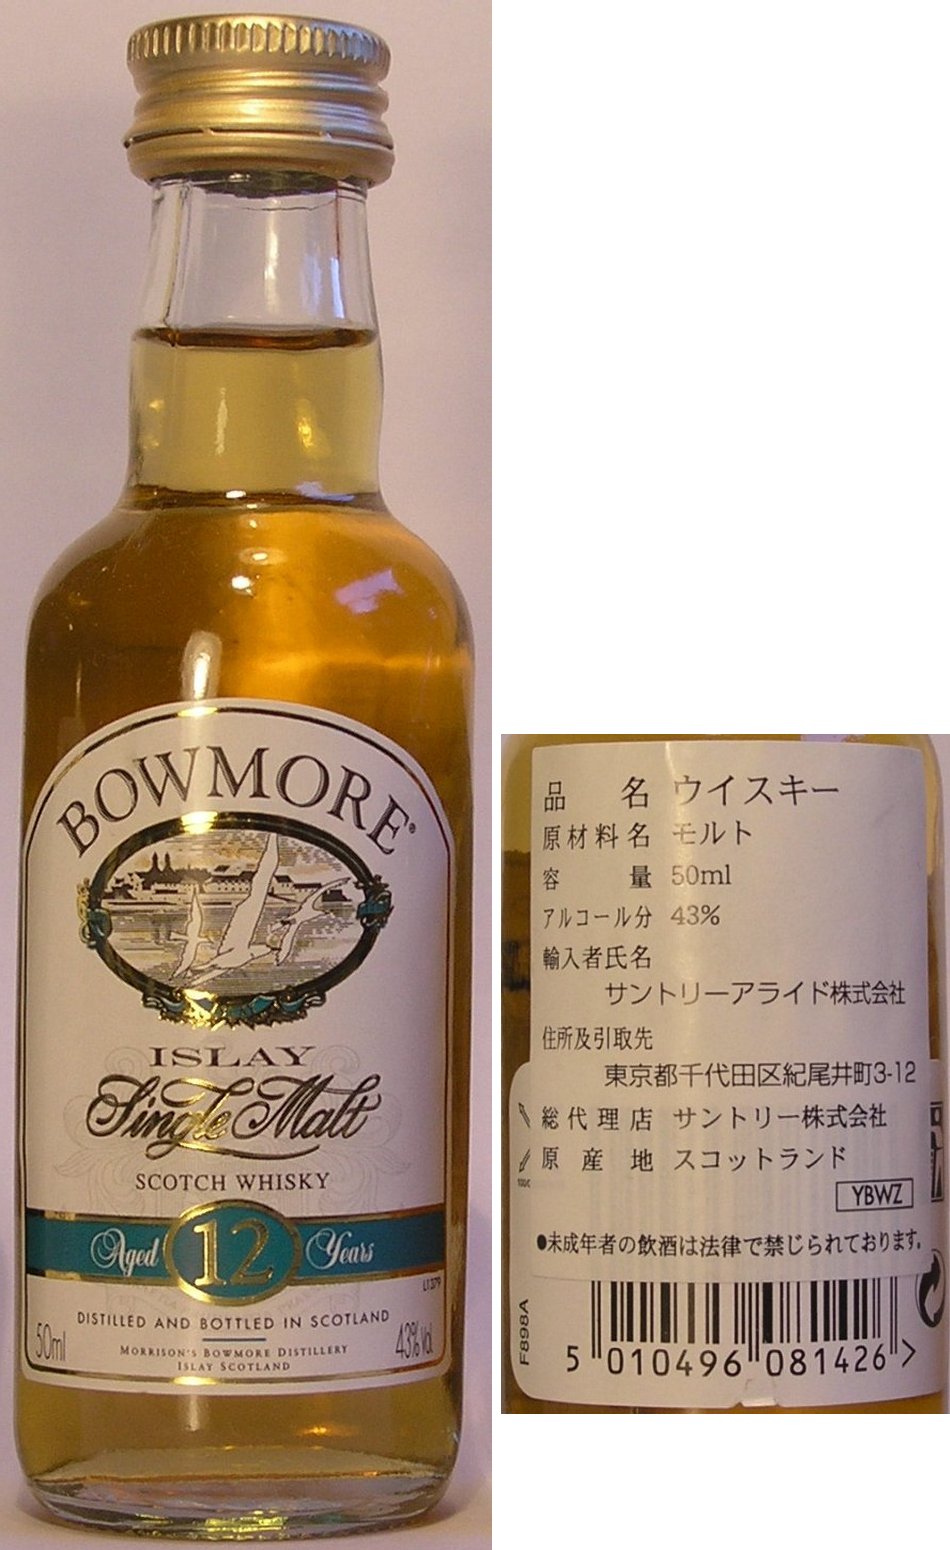 BOWMORE®
ISLAY
Single Malt
SCOTCH WHISKY
Aged 12 Years
L1379
DISTILLED AND BOTTLED IN SCOTLAND
50ml
MORRISON'S BOWMORE DISTILLERY
ISLAY SCOTLAND
43%vol
品名 ウイスキー
原材料名 モルト
容量 50ml
アルコール分 43%
輸入者氏名
サントリーアライド株式会社
住所及引取先
東京都千代田区紀尾井町3-12
総代理店 サントリー株式会社
原産地 スコットランド
YBWZ
●未成年者の飲酒は法律で禁じられております。
F898A
5 010496 081426 >